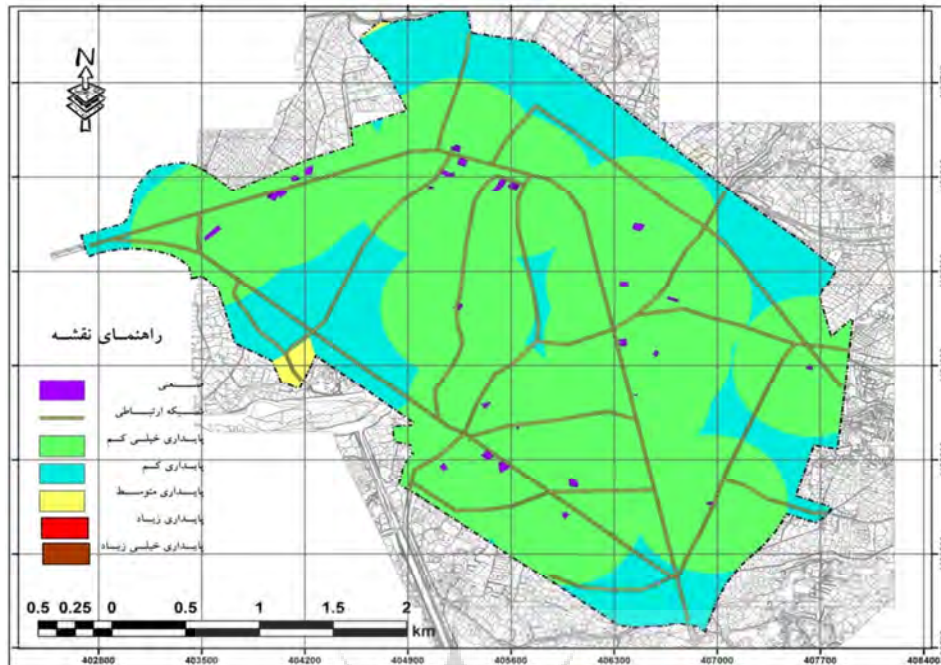 N
راهنمای نقشه
شبکه ارتباطی
پایداری خیلی کم
پایداری کم
پایداری متوسط
پایداری زیاد
پایداری خیلی زیاد
0.5 0.25 0 0.5 1 1.5 2
km
402800 403500 404200 404900 405600 406300 407000 407700 408400